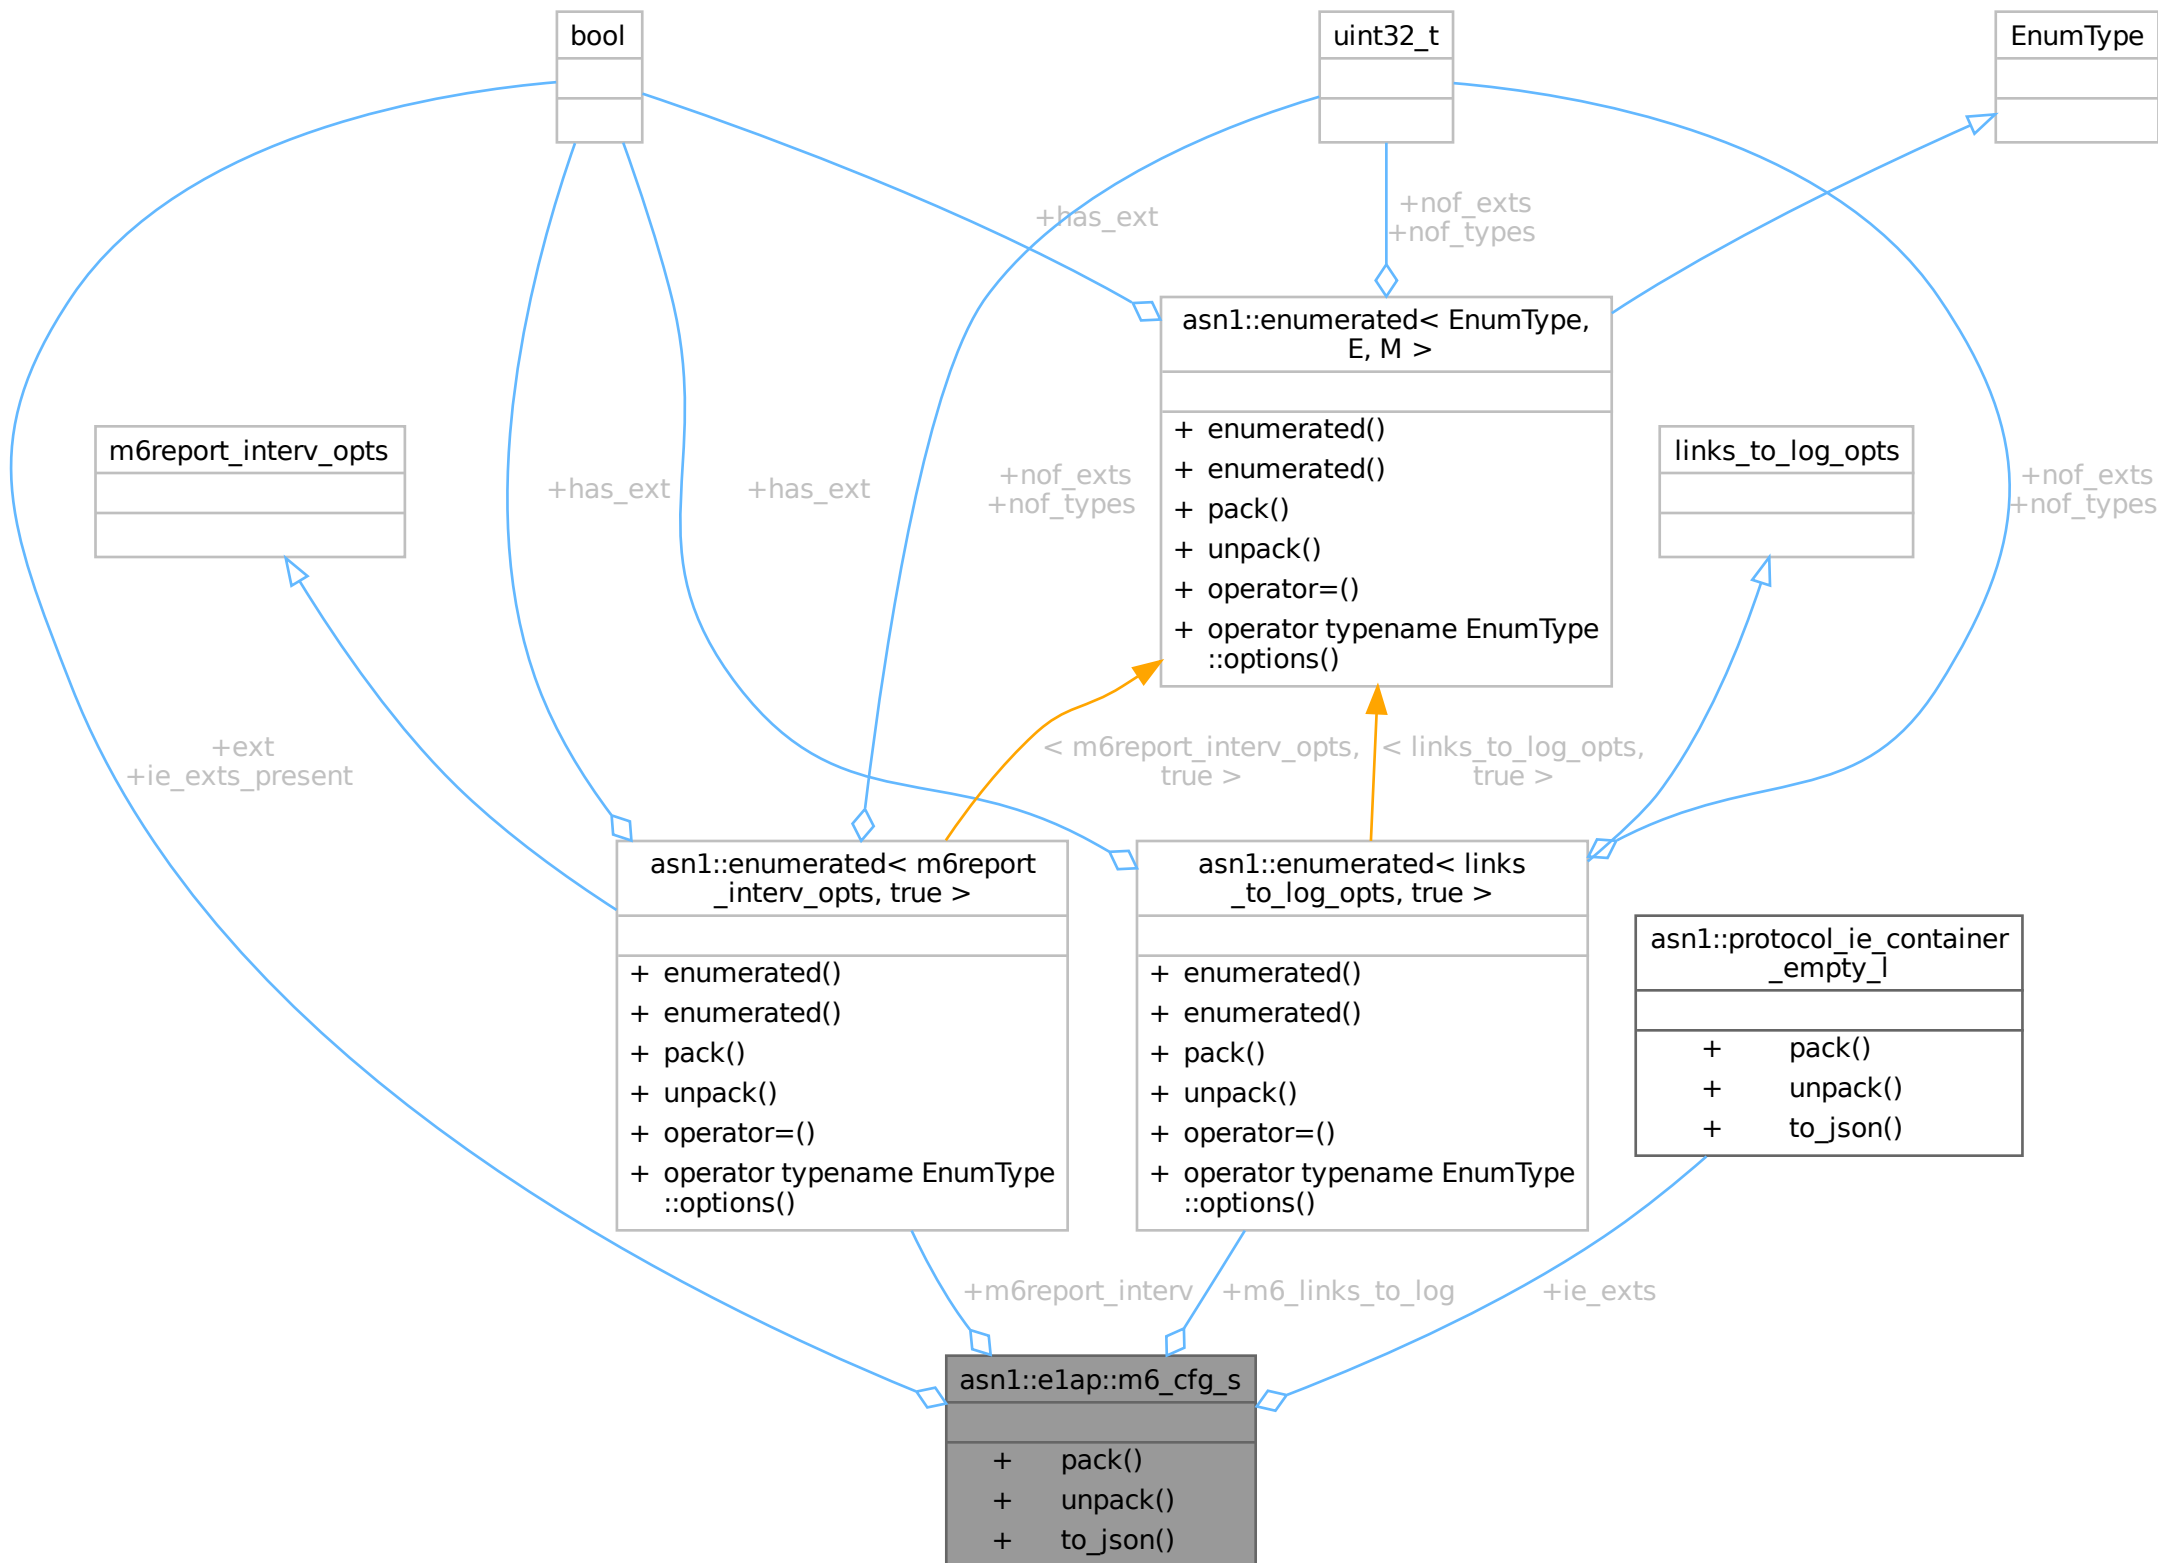 bool
uint32_t
EnumType
+has_ext
+nof_exts
+nof_types
asn1::enumerated< EnumType,
E, M >
+ enumerated()
+ enumerated()
+ pack()
+ unpack()
+ operator=()
+ operator typename EnumType
::options()
m6report_interv_opts
links_to_log_opts
+has_ext
+has_ext
+nof_exts
+nof_types
+nof_exts
+nof_types
+ext
+ie_exts_present
< m6report_interv_opts,
true >
< links_to_log_opts,
true >
asn1::enumerated< m6report
_interv_opts, true >
+ enumerated()
+ enumerated()
+ pack()
+ unpack()
+ operator=()
+ operator typename EnumType
::options()
asn1::enumerated< links
_to_log_opts, true >
+ enumerated()
+ enumerated()
+ pack()
+ unpack()
+ operator=()
+ operator typename EnumType
::options()
asn1::protocol_ie_container
_empty_l
+ pack()
+ unpack()
+ to_json()
+m6report_interv
+m6_links_to_log
+ie_exts
asn1::e1ap::m6_cfg_s
+ pack()
+ unpack()
+ to_json()